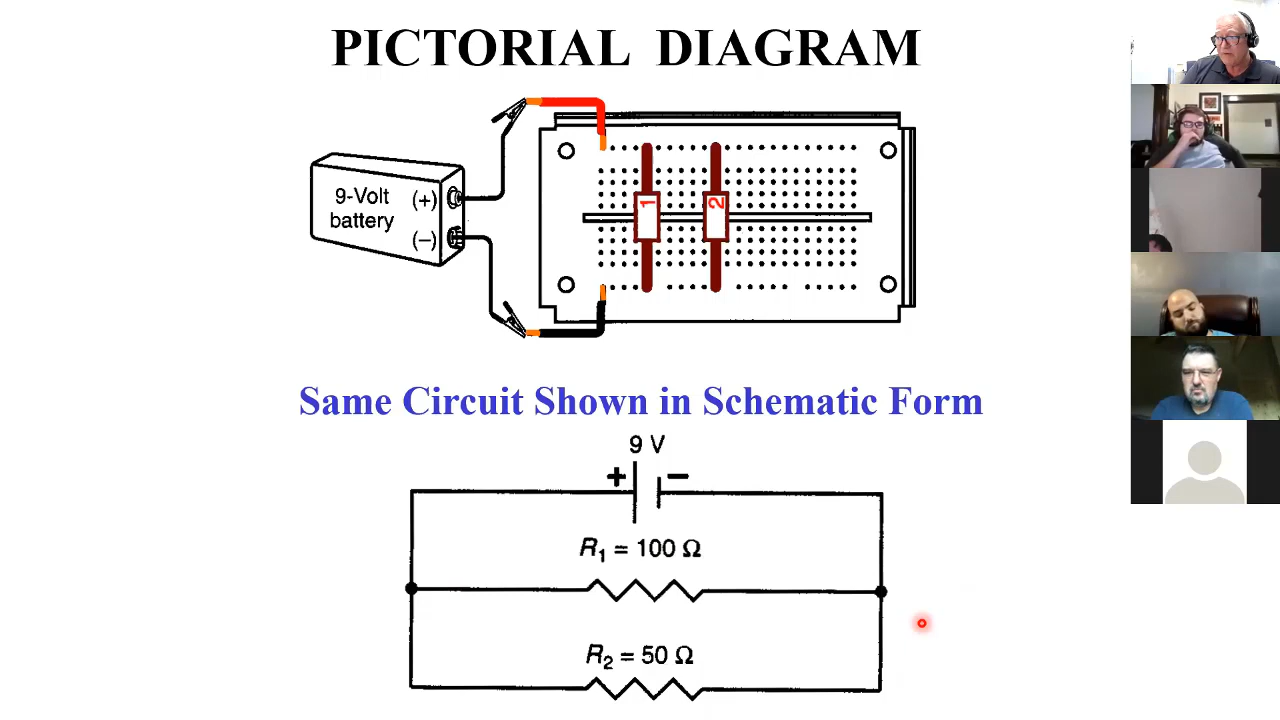 PICTORIAL DIAGRAM
9-Volt
battery
(+)
(−)
1
2
Same Circuit Shown in Schematic Form
9 V
+ −
R₁ = 100 Ω
R₂ = 50 Ω